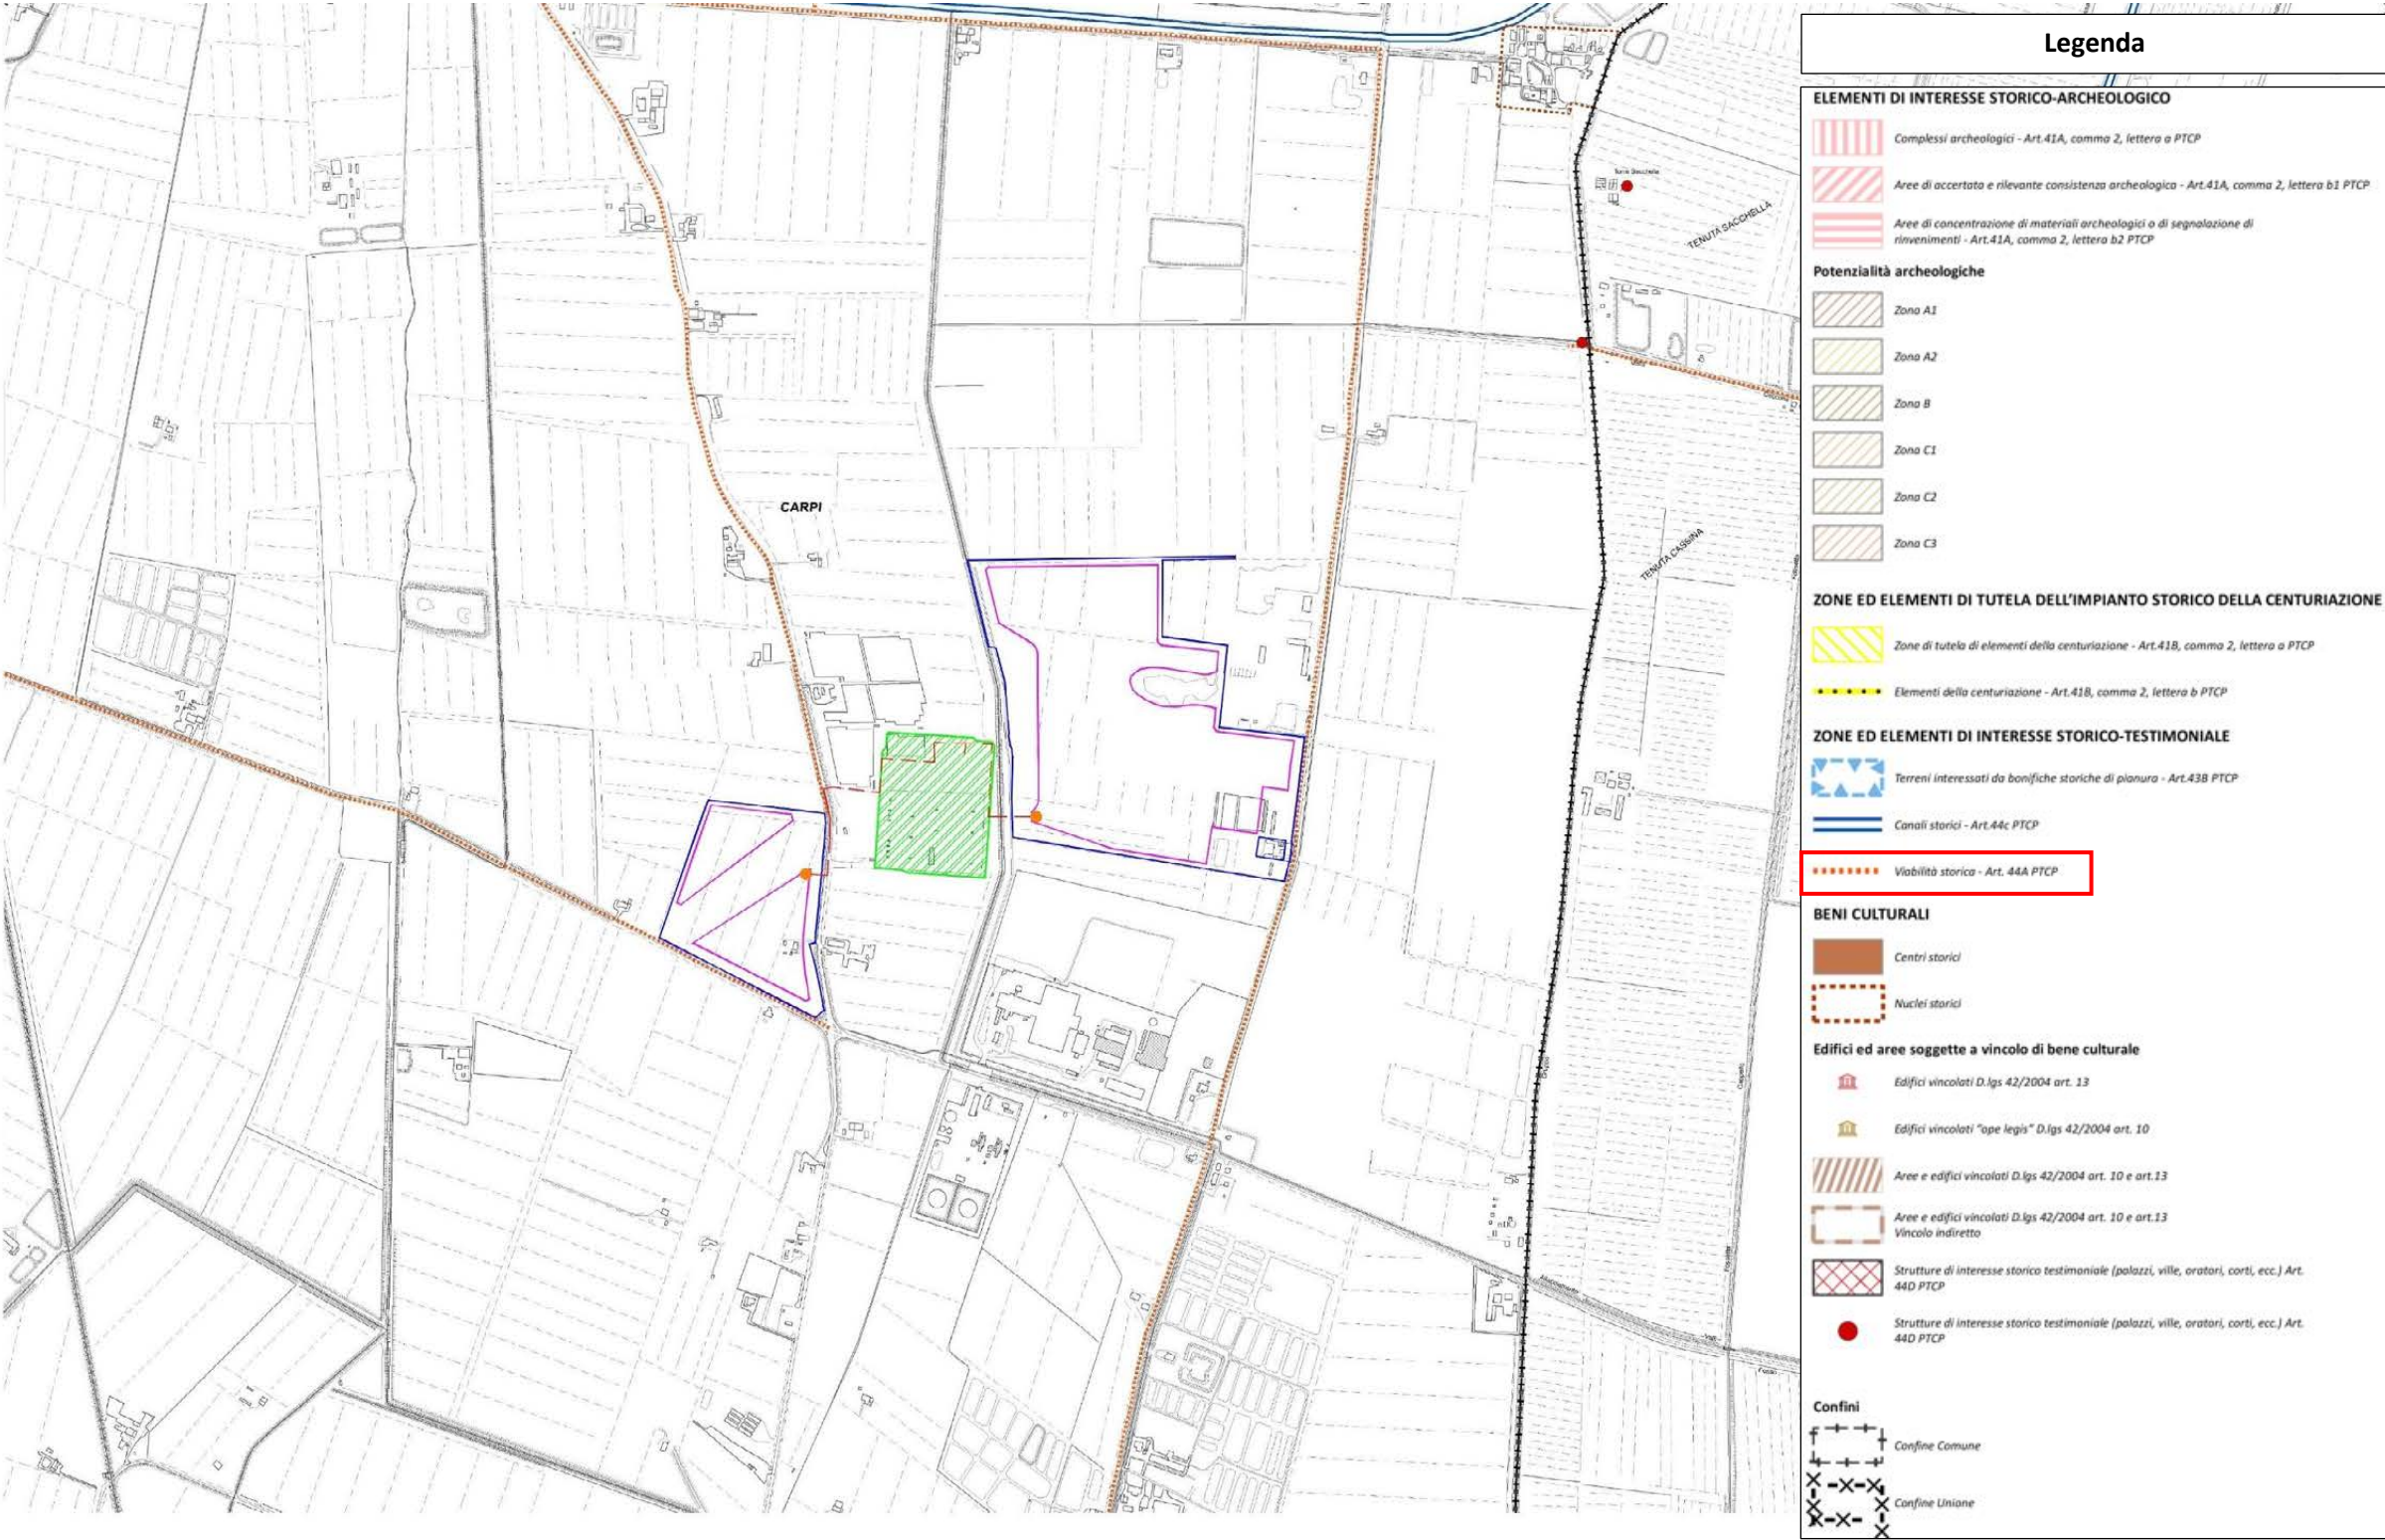 Legenda
ELEMENTI DI INTERESSE STORICO-ARCHEOLOGICO
Complessi archeologici - Art.41A, comma 2, lettera a PTCP
Aree di accertata e rilevante consistenza archeologica - Art.41A, comma 2, lettera b1 PTCP
Aree di concentrazione di materiali archeologici o di segnalazione di
rinvenimenti - Art.41A, comma 2, lettera b2 PTCP
Potenzialità archeologiche
Zona A1
Zona A2
Zona B
Zona C1
Zona C2
Zona C3
ZONE ED ELEMENTI DI TUTELA DELL'IMPIANTO STORICO DELLA CENTURIAZIONE
Zone di tutela di elementi della centuriazione - Art.41B, comma 2, lettera a PTCP
Elementi della centuriazione - Art.41B, comma 2, lettera b PTCP
ZONE ED ELEMENTI DI INTERESSE STORICO-TESTIMONIALE
Terreni interessati da bonifiche storiche di pianura - Art.43B PTCP
Canali storici - Art.44c PTCP
Viabilità storica - Art. 44A PTCP
BENI CULTURALI
Centri storici
Nuclei storici
Edifici ed aree soggette a vincolo di bene culturale
Edifici vincolati D.lgs 42/2004 art. 13
Edifici vincolati "ope legis" D.lgs 42/2004 art. 10
Aree e edifici vincolati D.lgs 42/2004 art. 10 e art.13
Aree e edifici vincolati D.lgs 42/2004 art. 10 e art.13
Vincolo indiretto
Strutture di interesse storico testimoniale (palazzi, ville, oratori, corti, ecc.) Art.
44D PTCP
Strutture di interesse storico testimoniale (palazzi, ville, oratori, corti, ecc.) Art.
44D PTCP
Confini
Confine Comune
Confine Unione
TENUTA SACCHELLA
CARPI
TENUTA CASSINA